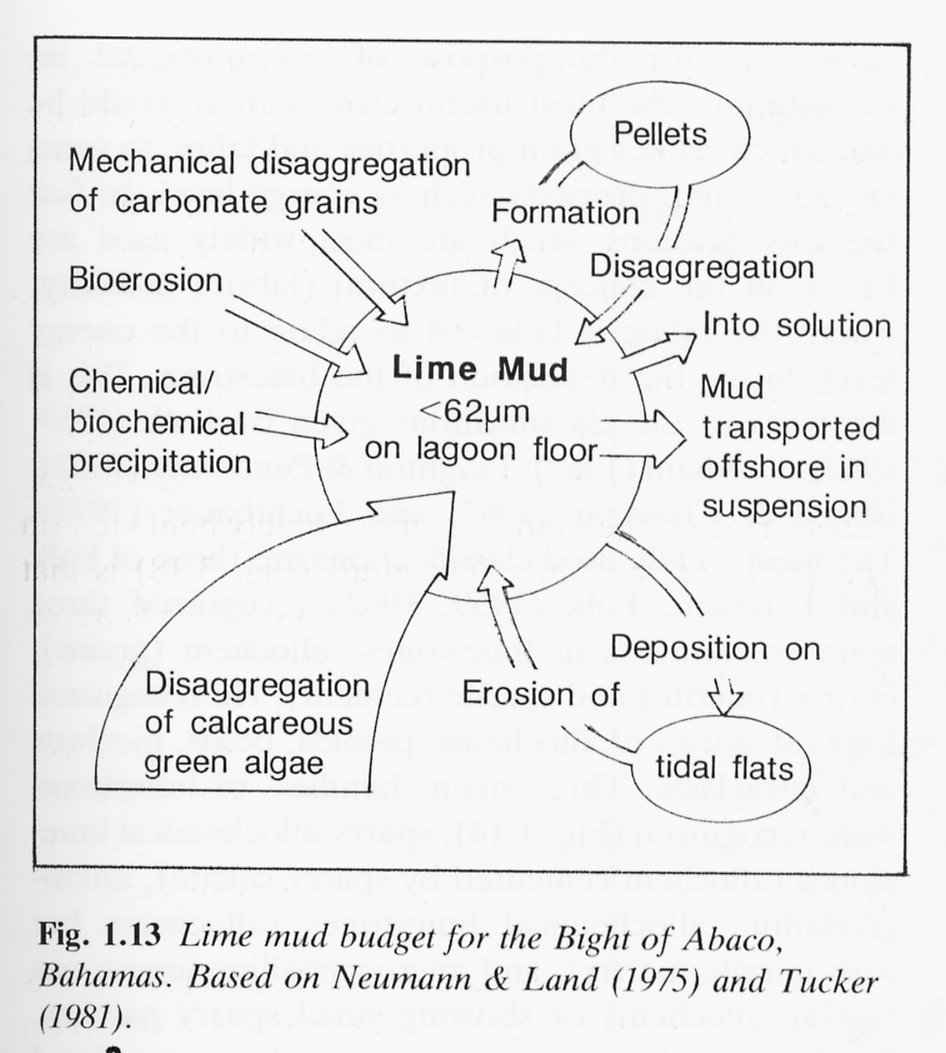 Pellets
Mechanical disaggregation
of carbonate grains
Formation
Bioerosion
Disaggregation
Into solution
Lime Mud
<62μm
on lagoon floor
Chemical/
biochemical
precipitation
Mud
transported
offshore in
suspension
Disaggregation
of calcareous
green algae
Erosion of
Deposition on
tidal flats
Fig. 1.13 Lime mud budget for the Bight of Abaco,
Bahamas. Based on Neumann & Land (1975) and Tucker
(1981).